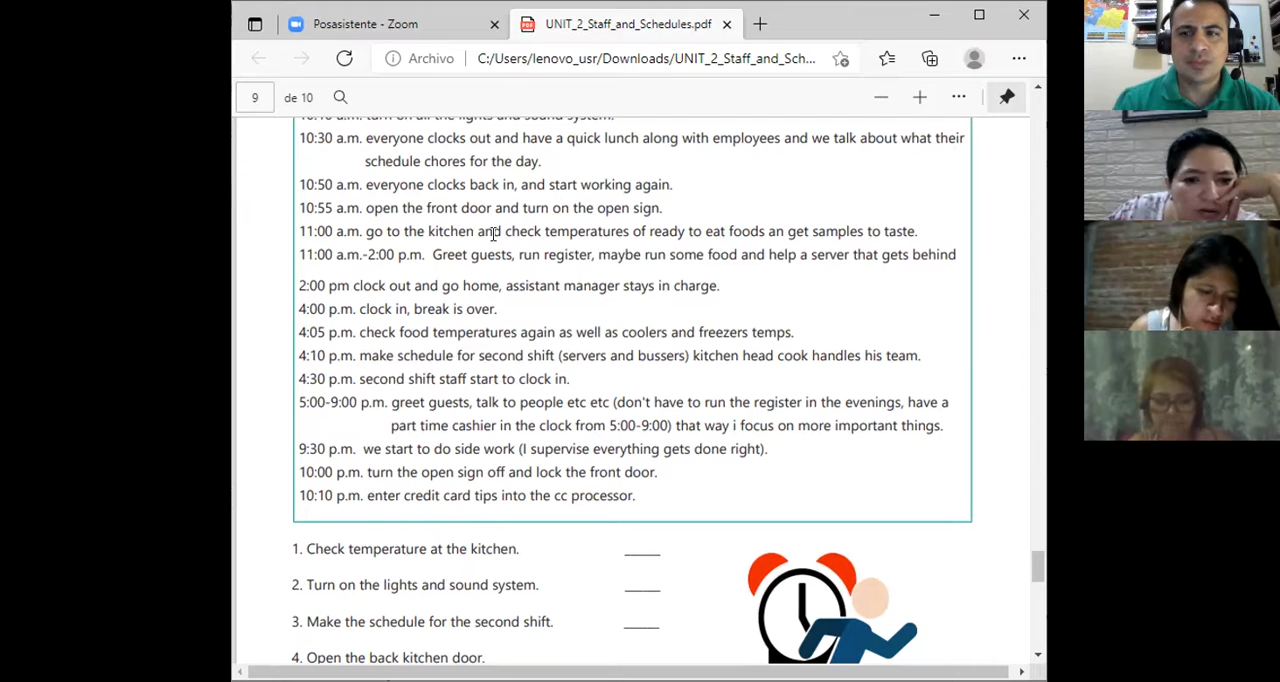 Posasistente - Zoom
UNIT_2_Staff_and_Schedules.pdf
Archivo
C:/Users/lenovo_usr/Downloads/UNIT_2_Staff_and_Sch...
9 de 10
10:30 a.m. everyone clocks out and have a quick lunch along with employees and we talk about what their
schedule chores for the day.
10:50 a.m. everyone clocks back in, and start working again.
10:55 a.m. open the front door and turn on the open sign.
11:00 a.m. go to the kitchen and check temperatures of ready to eat foods an get samples to taste.
11:00 a.m.-2:00 p.m. Greet guests, run register, maybe run some food and help a server that gets behind
2:00 pm clock out and go home, assistant manager stays in charge.
4:00 p.m. clock in, break is over.
4:05 p.m. check food temperatures again as well as coolers and freezers temps.
4:10 p.m. make schedule for second shift (servers and bussers) kitchen head cook handles his team.
4:30 p.m. second shift staff start to clock in.
5:00-9:00 p.m. greet guests, talk to people etc etc (don't have to run the register in the evenings, have a
part time cashier in the clock from 5:00-9:00) that way i focus on more important things.
9:30 p.m. we start to do side work (I supervise everything gets done right).
10:00 p.m. turn the open sign off and lock the front door.
10:10 p.m. enter credit card tips into the cc processor.
1. Check temperature at the kitchen. _____
2. Turn on the lights and sound system. _____
3. Make the schedule for the second shift. _____
4. Open the back kitchen door.